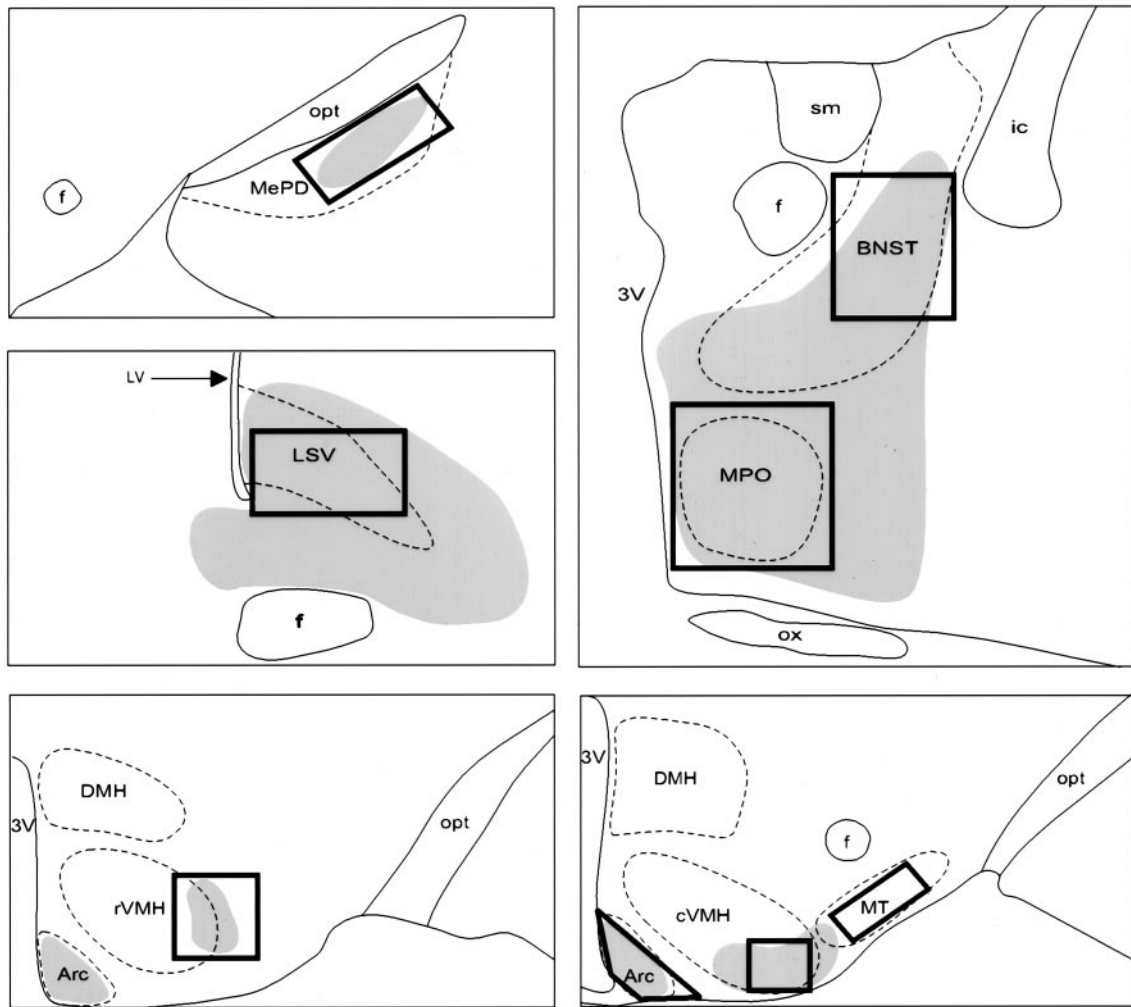 opt
MePD
f
LV
LSV
f
sm
ic
f
BNST
3V
MPO
ox
DMH
3V
opt
rVMH
Arc
3V
DMH
opt
f
cVMH
MT
Arc